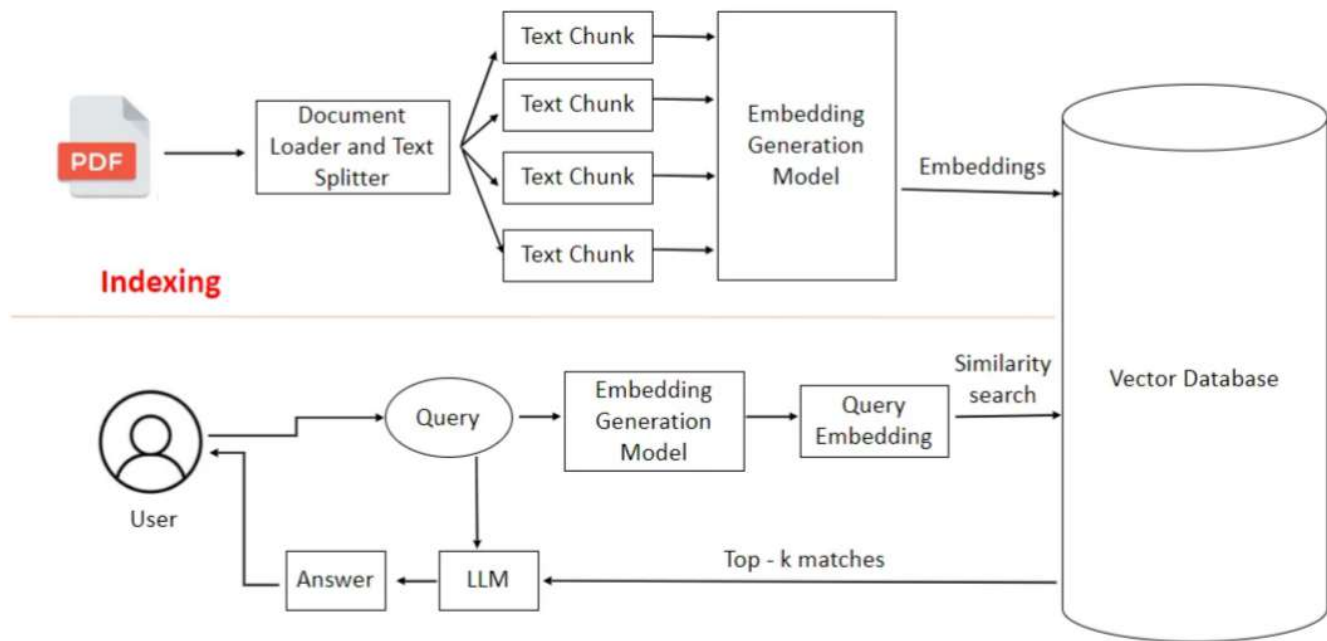 Text Chunk
Text Chunk
Text Chunk
Text Chunk
PDF
Document
Loader and Text
Splitter
Embedding
Generation
Model
Embeddings
Indexing
Vector Database
User
Query
Embedding
Generation
Model
Query
Embedding
Similarity
search
Top - k matches
LLM
Answer